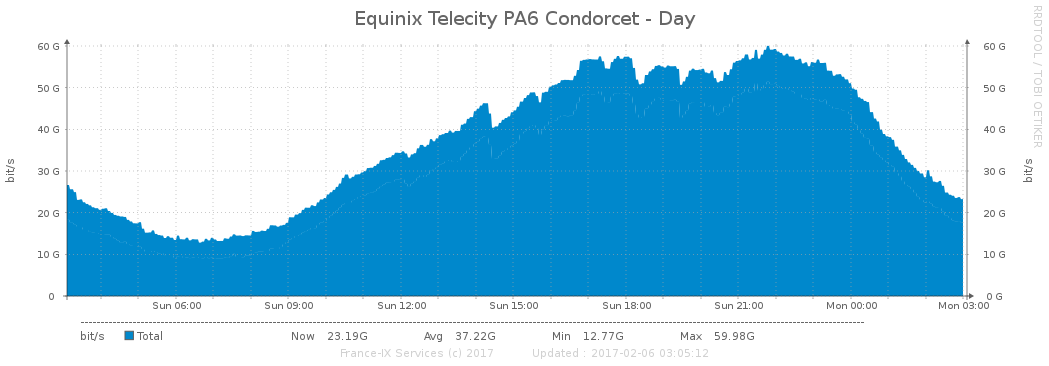 Equinix Telecity PA6 Condorcet - Day
RRDTOOL / TOBI OETIKER
bit/s
60 G 60 G
50 G 50 G
40 G 40 G
30 G 30 G
20 G 20 G
10 G 10 G
0 0 G
bit/s
Sun 06:00 Sun 09:00 Sun 12:00 Sun 15:00 Sun 18:00 Sun 21:00 Mon 00:00 Mon 03:00
bit/s Total Now 23.19G Avg 37.22G Min 12.77G Max 59.98G
France-IX Services (c) 2017 Updated : 2017-02-06 03:05:12